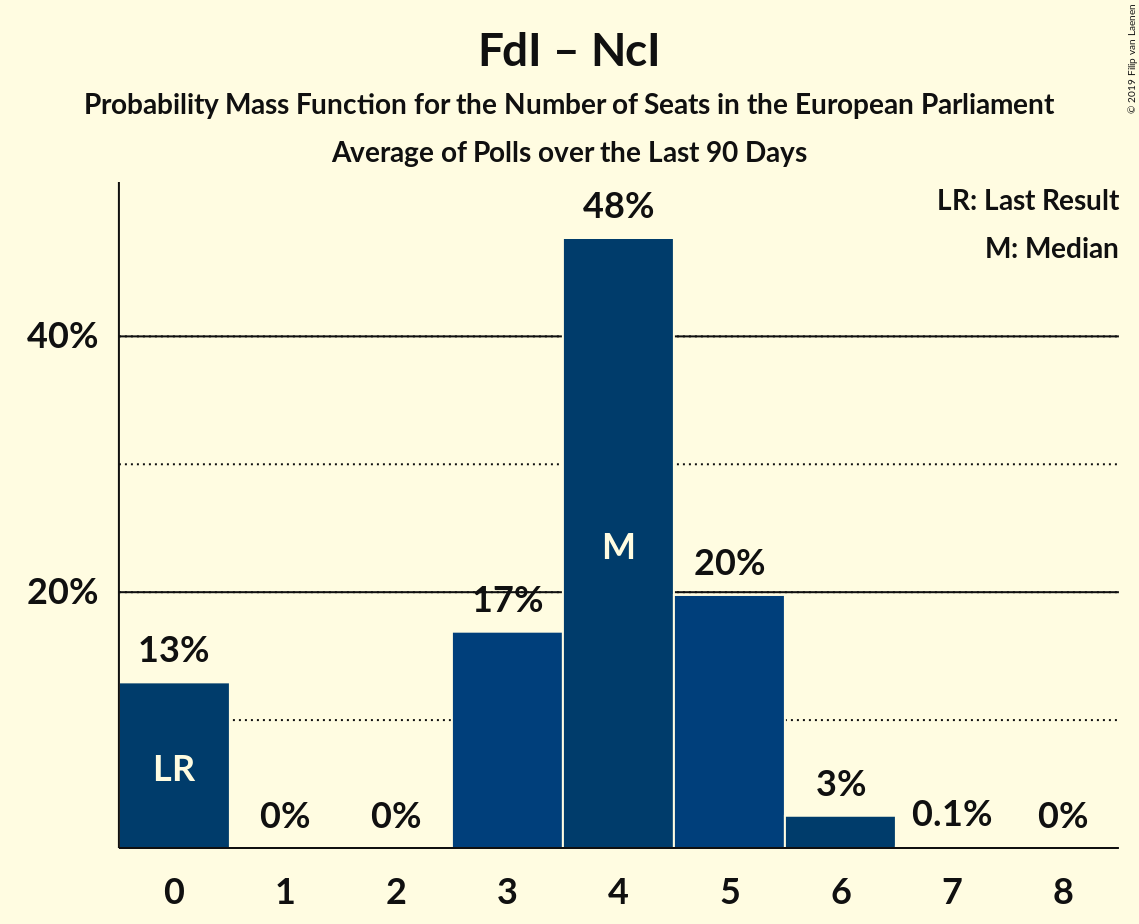 FdI – NcI
Probability Mass Function for the Number of Seats in the European Parliament
Average of Polls over the Last 90 Days
© 2019 Filip van Laenen
LR: Last Result
M: Median
48%
40%
M
20%
20%
17%
13%
LR
3%
0%
0%
0.1%
0%
0 1 2 3 4 5 6 7 8